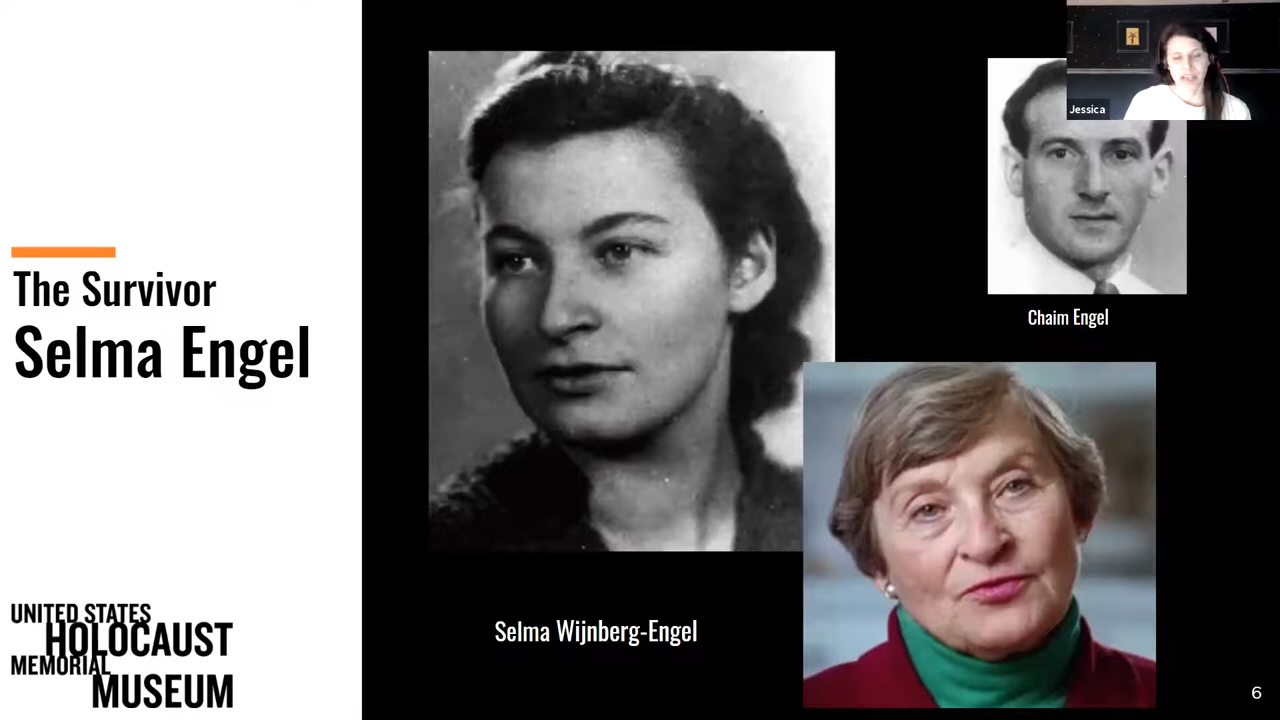 The Survivor
Selma Engel
UNITED STATES
HOLOCAUST
MEMORIAL
MUSEUM
Selma Wijnberg-Engel
Chaim Engel
Jessica
6